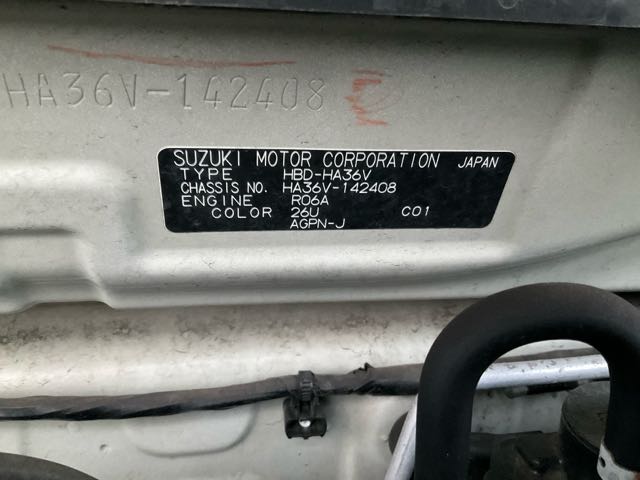 HA36V-142408
SUZUKI MOTOR CORPORATION JAPAN
TYPE HBD-HA36V
CHASSIS NO. HA36V-142408
ENGINE R06A
COLOR 26U C01
AGPN-J